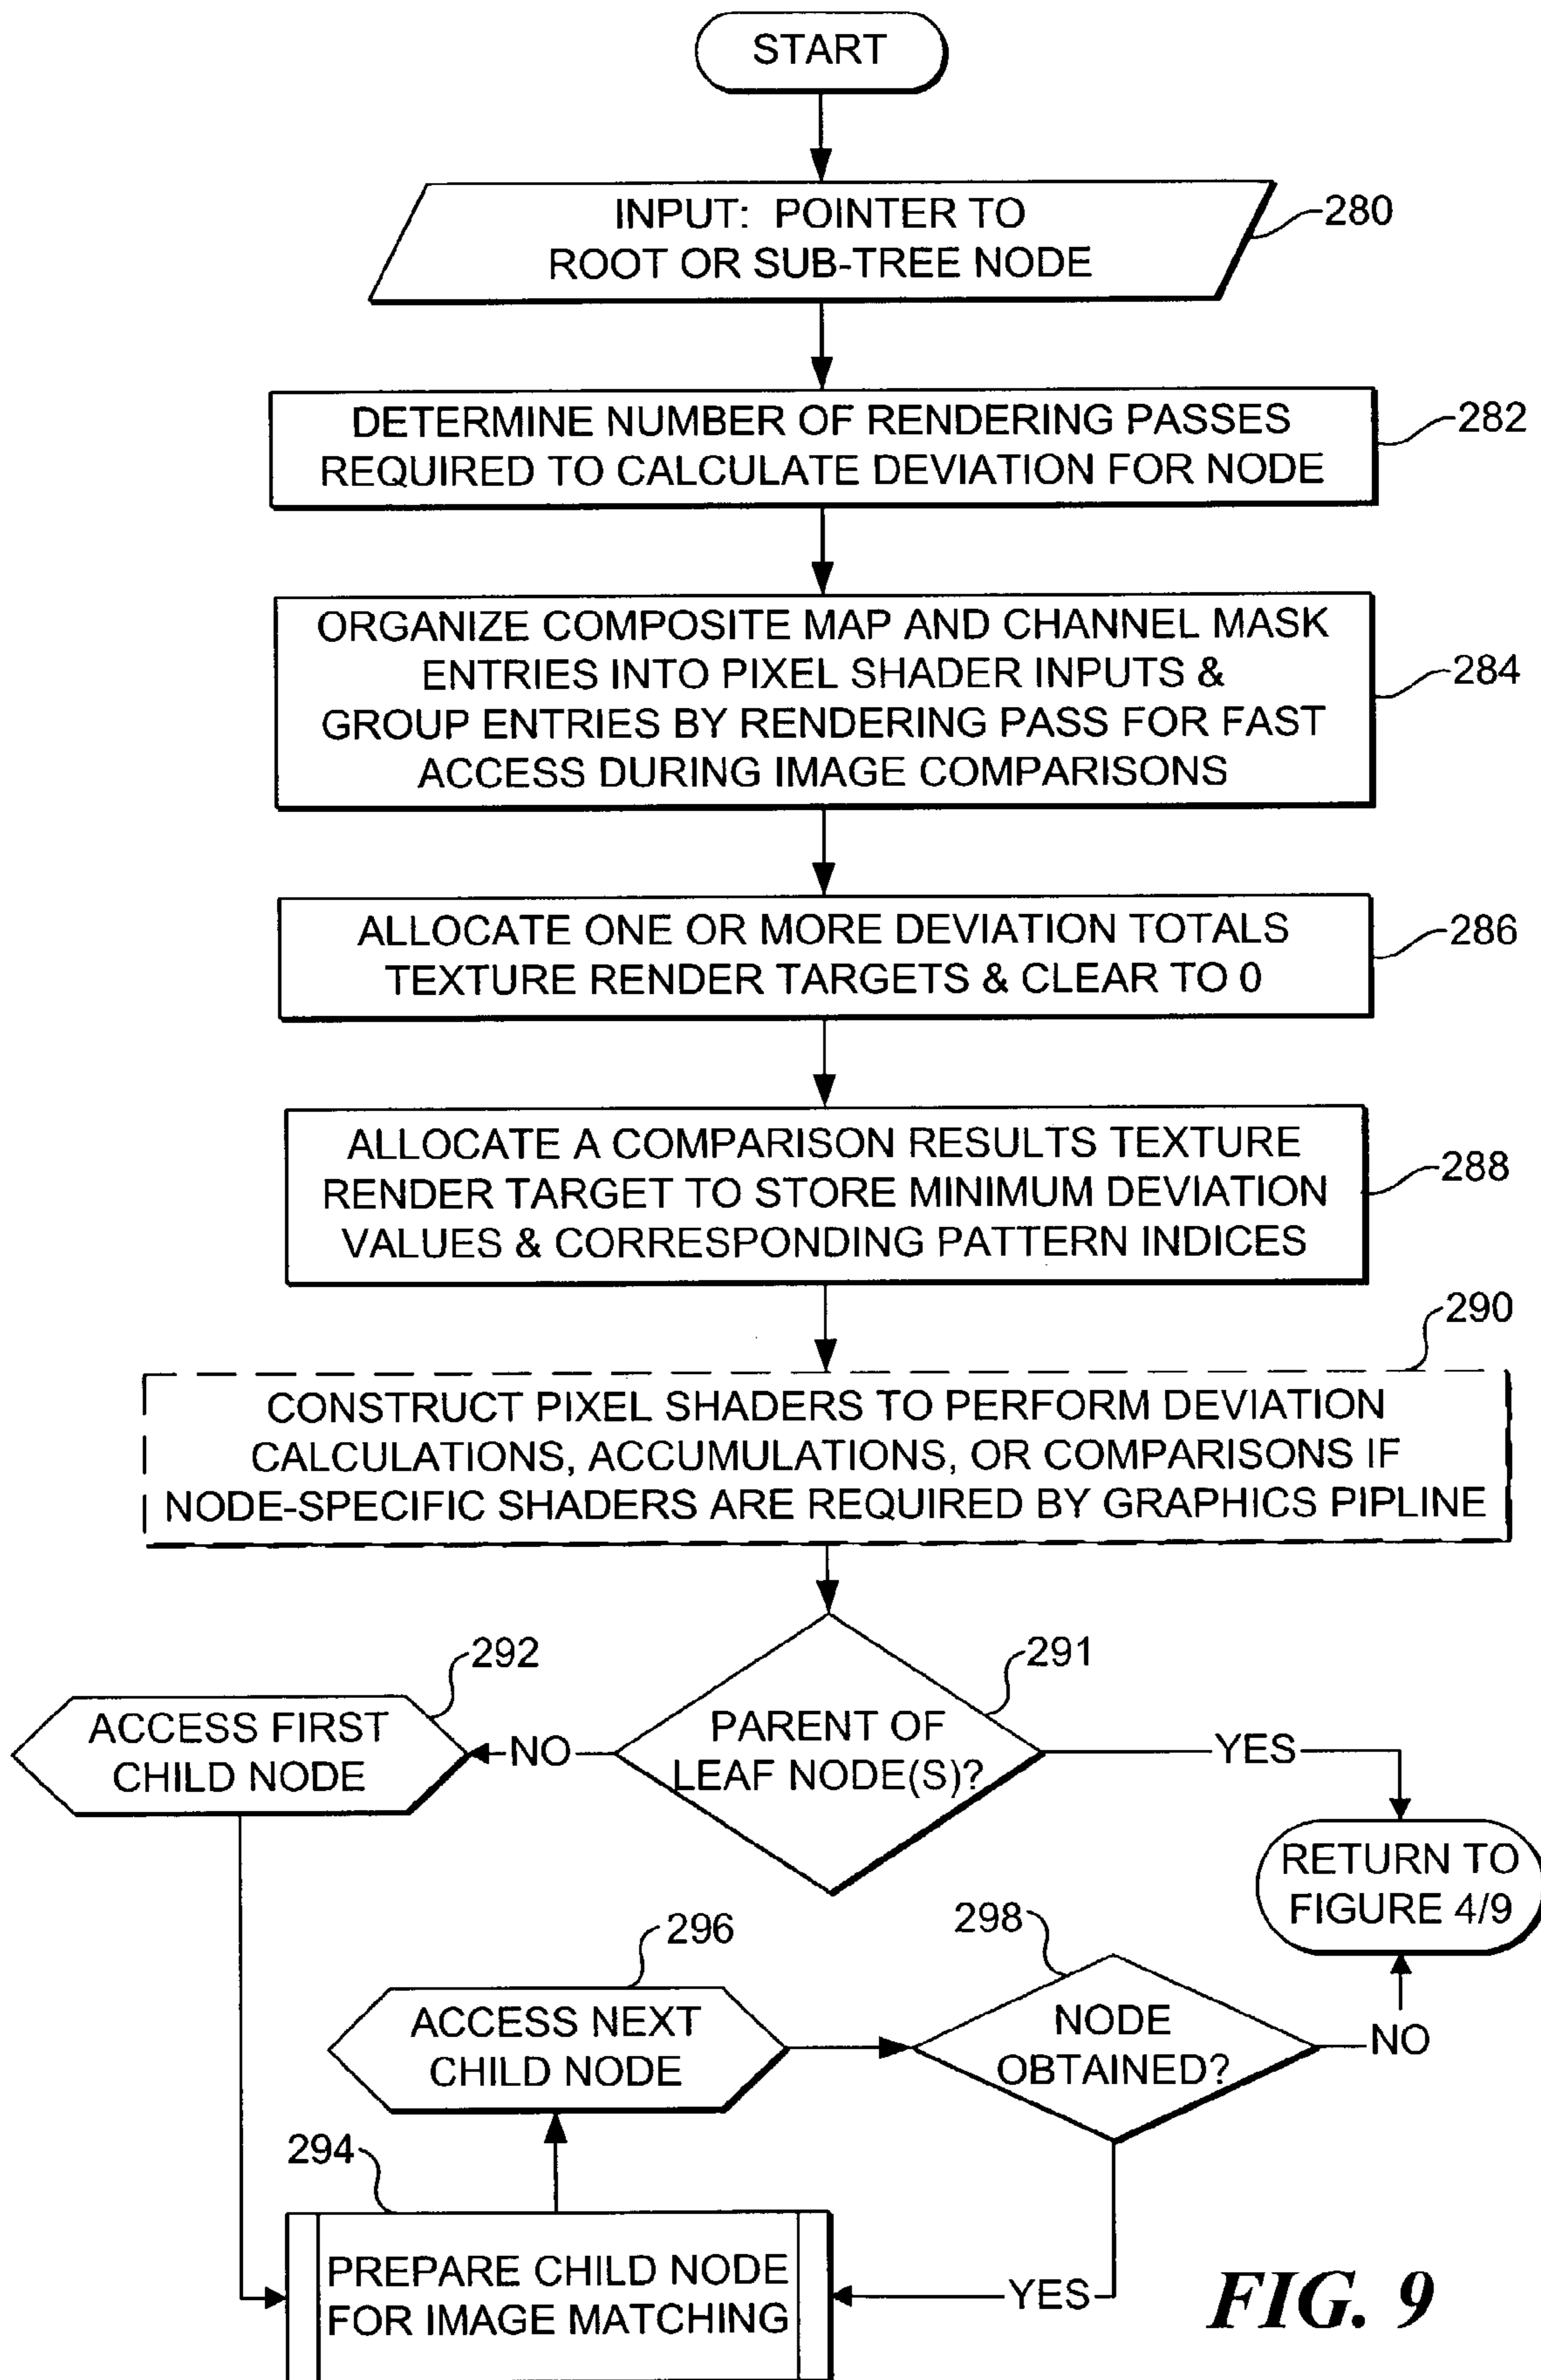 START
INPUT: POINTER TO
ROOT OR SUB-TREE NODE
280
DETERMINE NUMBER OF RENDERING PASSES
REQUIRED TO CALCULATE DEVIATION FOR NODE
282
ORGANIZE COMPOSITE MAP AND CHANNEL MASK
ENTRIES INTO PIXEL SHADER INPUTS &
GROUP ENTRIES BY RENDERING PASS FOR FAST
ACCESS DURING IMAGE COMPARISONS
284
ALLOCATE ONE OR MORE DEVIATION TOTALS
TEXTURE RENDER TARGETS & CLEAR TO 0
286
ALLOCATE A COMPARISON RESULTS TEXTURE
RENDER TARGET TO STORE MINIMUM DEVIATION
VALUES & CORRESPONDING PATTERN INDICES
288
290
CONSTRUCT PIXEL SHADERS TO PERFORM DEVIATION
CALCULATIONS, ACCUMULATIONS, OR COMPARISONS IF
NODE-SPECIFIC SHADERS ARE REQUIRED BY GRAPHICS PIPLINE
292
ACCESS FIRST
CHILD NODE
NO
291
PARENT OF
LEAF NODE(S)?
YES
RETURN TO
FIGURE 4/9
296
ACCESS NEXT
CHILD NODE
298
NODE
OBTAINED?
NO
294
PREPARE CHILD NODE
FOR IMAGE MATCHING
YES
FIG. 9